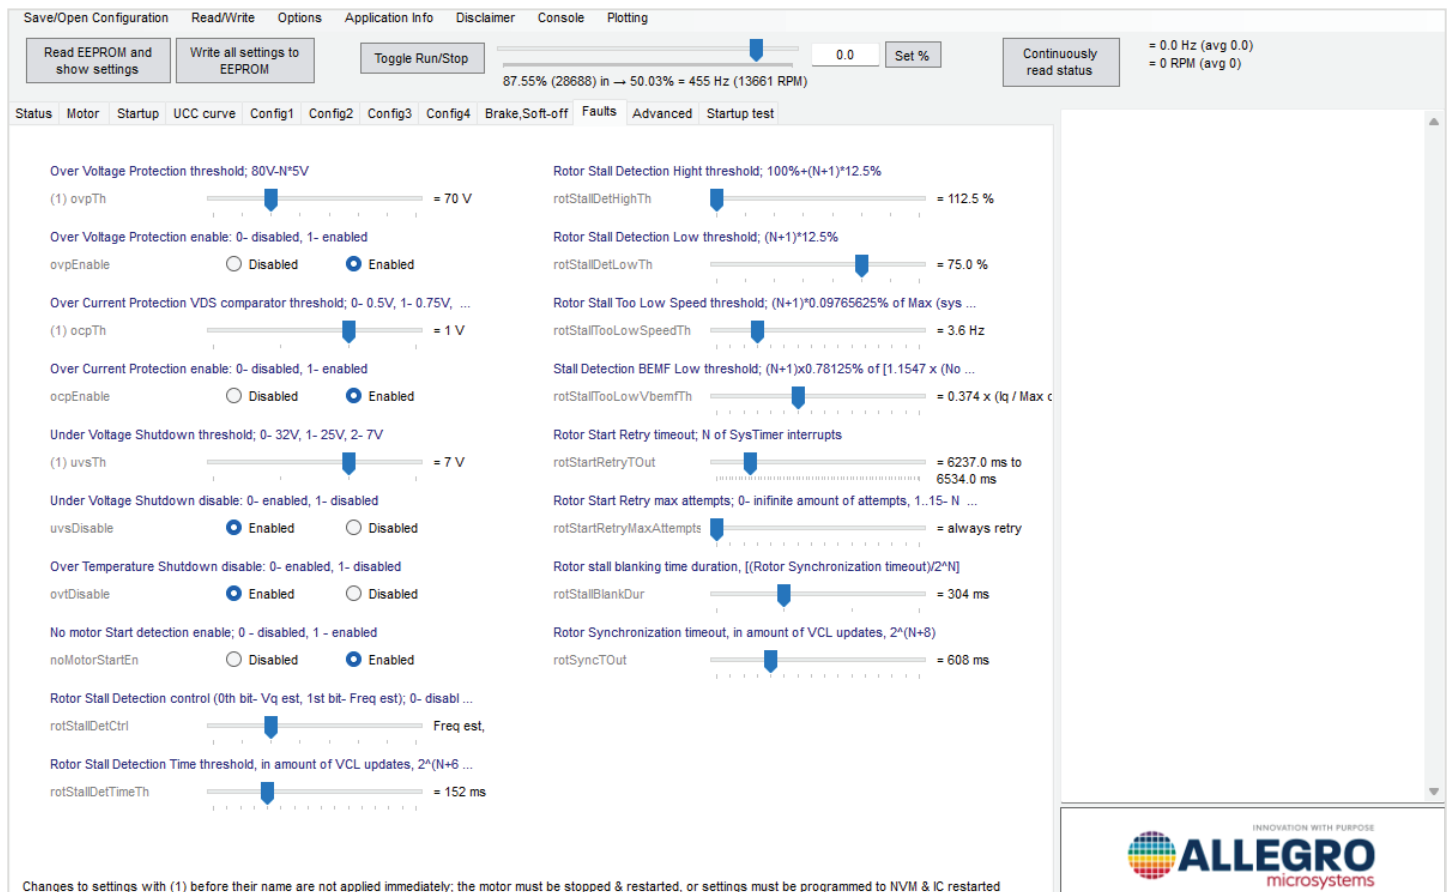 Save/Open Configuration Read/Write Options Application Info Disclaimer Console Plotting
Read EEPROM and
show settings
Write all settings to
EEPROM
Toggle Run/Stop
87.55% (28688) in → 50.03% = 455 Hz (13661 RPM)
0.0
Set %
Continuously
read status
= 0.0 Hz (avg 0.0)
= 0 RPM (avg 0)
Status Motor Startup UCC curve Config1 Config2 Config3 Config4 Brake,Soft-off Faults Advanced Startup test
Over Voltage Protection threshold; 80V-N*5V
(1) ovpTh = 70 V
Over Voltage Protection enable: 0- disabled, 1- enabled
ovpEnable Disabled Enabled
Over Current Protection VDS comparator threshold; 0- 0.5V, 1- 0.75V, ...
(1) ocpTh = 1 V
Over Current Protection enable: 0- disabled, 1- enabled
ocpEnable Disabled Enabled
Under Voltage Shutdown threshold; 0- 32V, 1- 25V, 2- 7V
(1) uvsTh = 7 V
Under Voltage Shutdown disable: 0- enabled, 1- disabled
uvsDisable Enabled Disabled
Over Temperature Shutdown disable: 0- enabled, 1- disabled
ovtDisable Enabled Disabled
No motor Start detection enable; 0 - disabled, 1 - enabled
noMotorStartEn Disabled Enabled
Rotor Stall Detection control (0th bit- Vq est, 1st bit- Freq est); 0- disabl ...
rotStallDetCtrl Freq est,
Rotor Stall Detection Time threshold, in amount of VCL updates, 2^(N+6 ...
rotStallDetTimeTh = 152 ms
Rotor Stall Detection Hight threshold; 100%+(N+1)*12.5%
rotStallDetHighTh = 112.5 %
Rotor Stall Detection Low threshold; (N+1)*12.5%
rotStallDetLowTh = 75.0 %
Rotor Stall Too Low Speed threshold; (N+1)*0.09765625% of Max (sys ...
rotStallTooLowSpeedTh = 3.6 Hz
Stall Detection BEMF Low threshold; (N+1)x0.78125% of [1.1547 x (No ...
rotStallTooLowVbemfTh = 0.374 x (Iq / Max c
Rotor Start Retry timeout; N of SysTimer interrupts
rotStartRetryTOut = 6237.0 ms to
6534.0 ms
Rotor Start Retry max attempts; 0- inifinite amount of attempts, 1..15- N ...
rotStartRetryMaxAttempts = always retry
Rotor stall blanking time duration, [(Rotor Synchronization timeout)/2^N]
rotStallBlankDur = 304 ms
Rotor Synchronization timeout, in amount of VCL updates, 2^(N+8)
rotSyncTOut = 608 ms
Changes to settings with (1) before their name are not applied immediately; the motor must be stopped & restarted, or settings must be programmed to NVM & IC restarted
INNOVATION WITH PURPOSE
ALLEGRO
microsystems